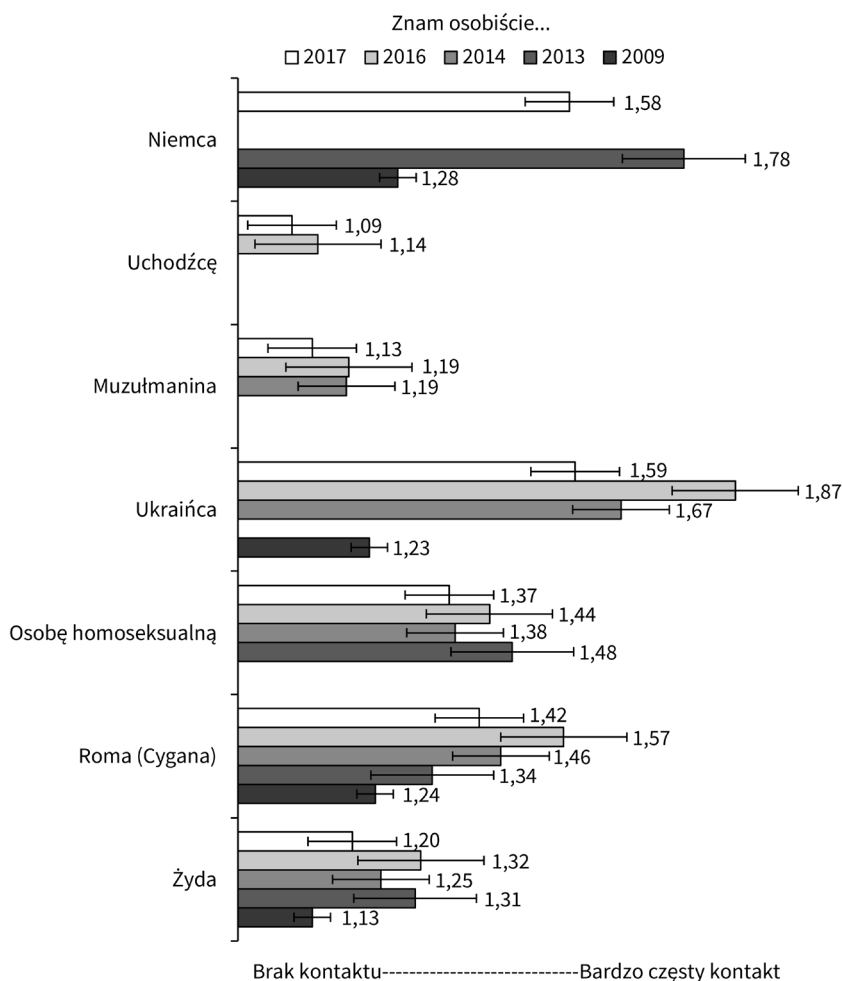 Znam osobiście...
2017 2016 2014 2013 2009
1,58
Niemca
1,78
1,28
1,09
1,14
Uchodźcę
1,13
1,19
Muzułmanina
1,19
1,59
1,87
Ukraińca
1,67
1,23
1,37
1,44
Osobę homoseksualną
1,38
1,48
1,42
1,57
Roma (Cygana)
1,46
1,34
1,24
1,20
1,32
Żyda
1,25
1,31
1,13
Brak kontaktu----------------------Bardzo częsty kontakt